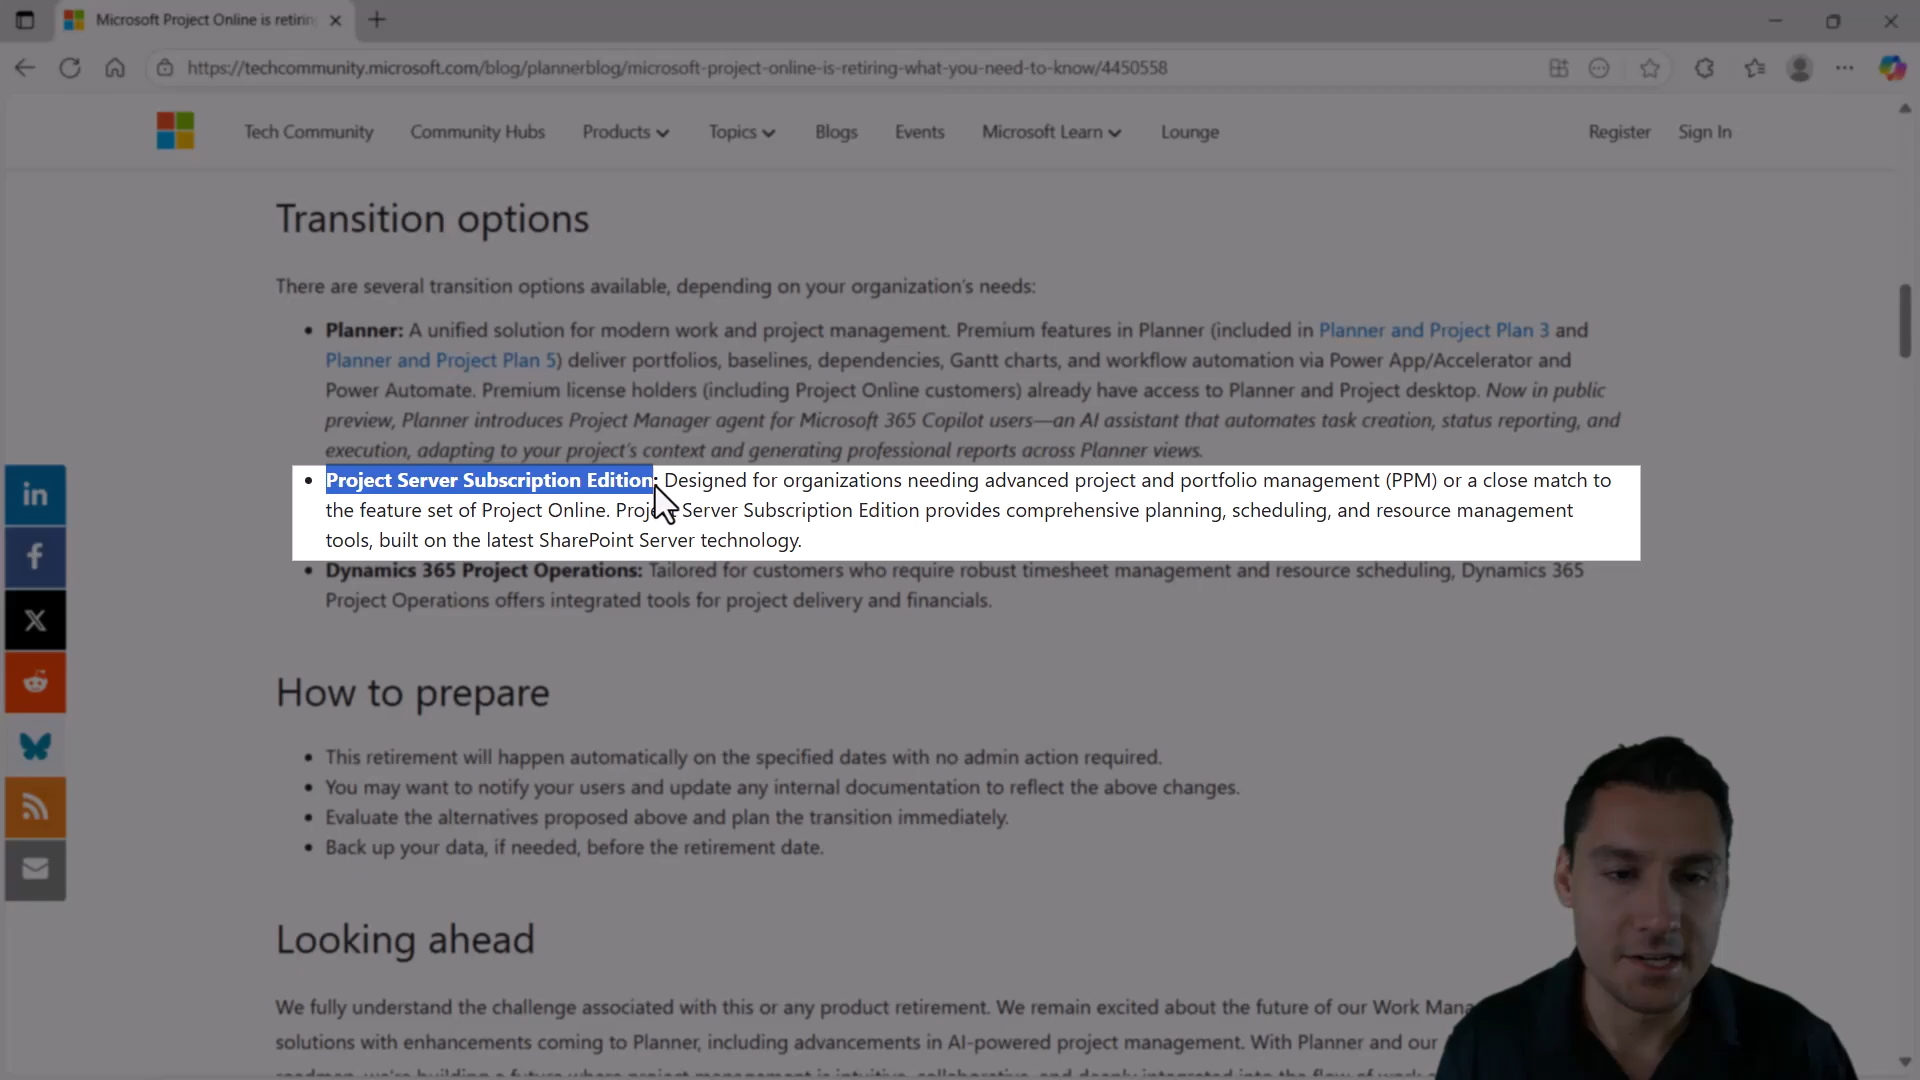 Microsoft Project Online is retirin
https://techcommunity.microsoft.com/blog/plannerblog/microsoft-project-online-is-retiring-what-you-need-to-know/4450558
Tech Community Community Hubs Products Topics Blogs Events Microsoft Learn Lounge Register Sign In
Transition options
There are several transition options available, depending on your organization's needs:
• Planner: A unified solution for modern work and project management. Premium features in Planner (included in Planner and Project Plan 3 and
Planner and Project Plan 5) deliver portfolios, baselines, dependencies, Gantt charts, and workflow automation via Power App/Accelerator and
Power Automate. Premium license holders (including Project Online customers) already have access to Planner and Project desktop. Now in public
preview, Planner introduces Project Manager agent for Microsoft 365 Copilot users—an AI assistant that automates task creation, status reporting, and
execution, adapting to your project's context and generating professional reports across Planner views.
• Project Server Subscription Edition: Designed for organizations needing advanced project and portfolio management (PPM) or a close match to
the feature set of Project Online. Project Server Subscription Edition provides comprehensive planning, scheduling, and resource management
tools, built on the latest SharePoint Server technology.
• Dynamics 365 Project Operations: Tailored for customers who require robust timesheet management and resource scheduling, Dynamics 365
Project Operations offers integrated tools for project delivery and financials.
How to prepare
• This retirement will happen automatically on the specified dates with no admin action required.
• You may want to notify your users and update any internal documentation to reflect the above changes.
• Evaluate the alternatives proposed above and plan the transition immediately.
• Back up your data, if needed, before the retirement date.
Looking ahead
We fully understand the challenge associated with this or any product retirement. We remain excited about the future of our Work Mana
solutions with enhancements coming to Planner, including advancements in AI-powered project management. With Planner and our